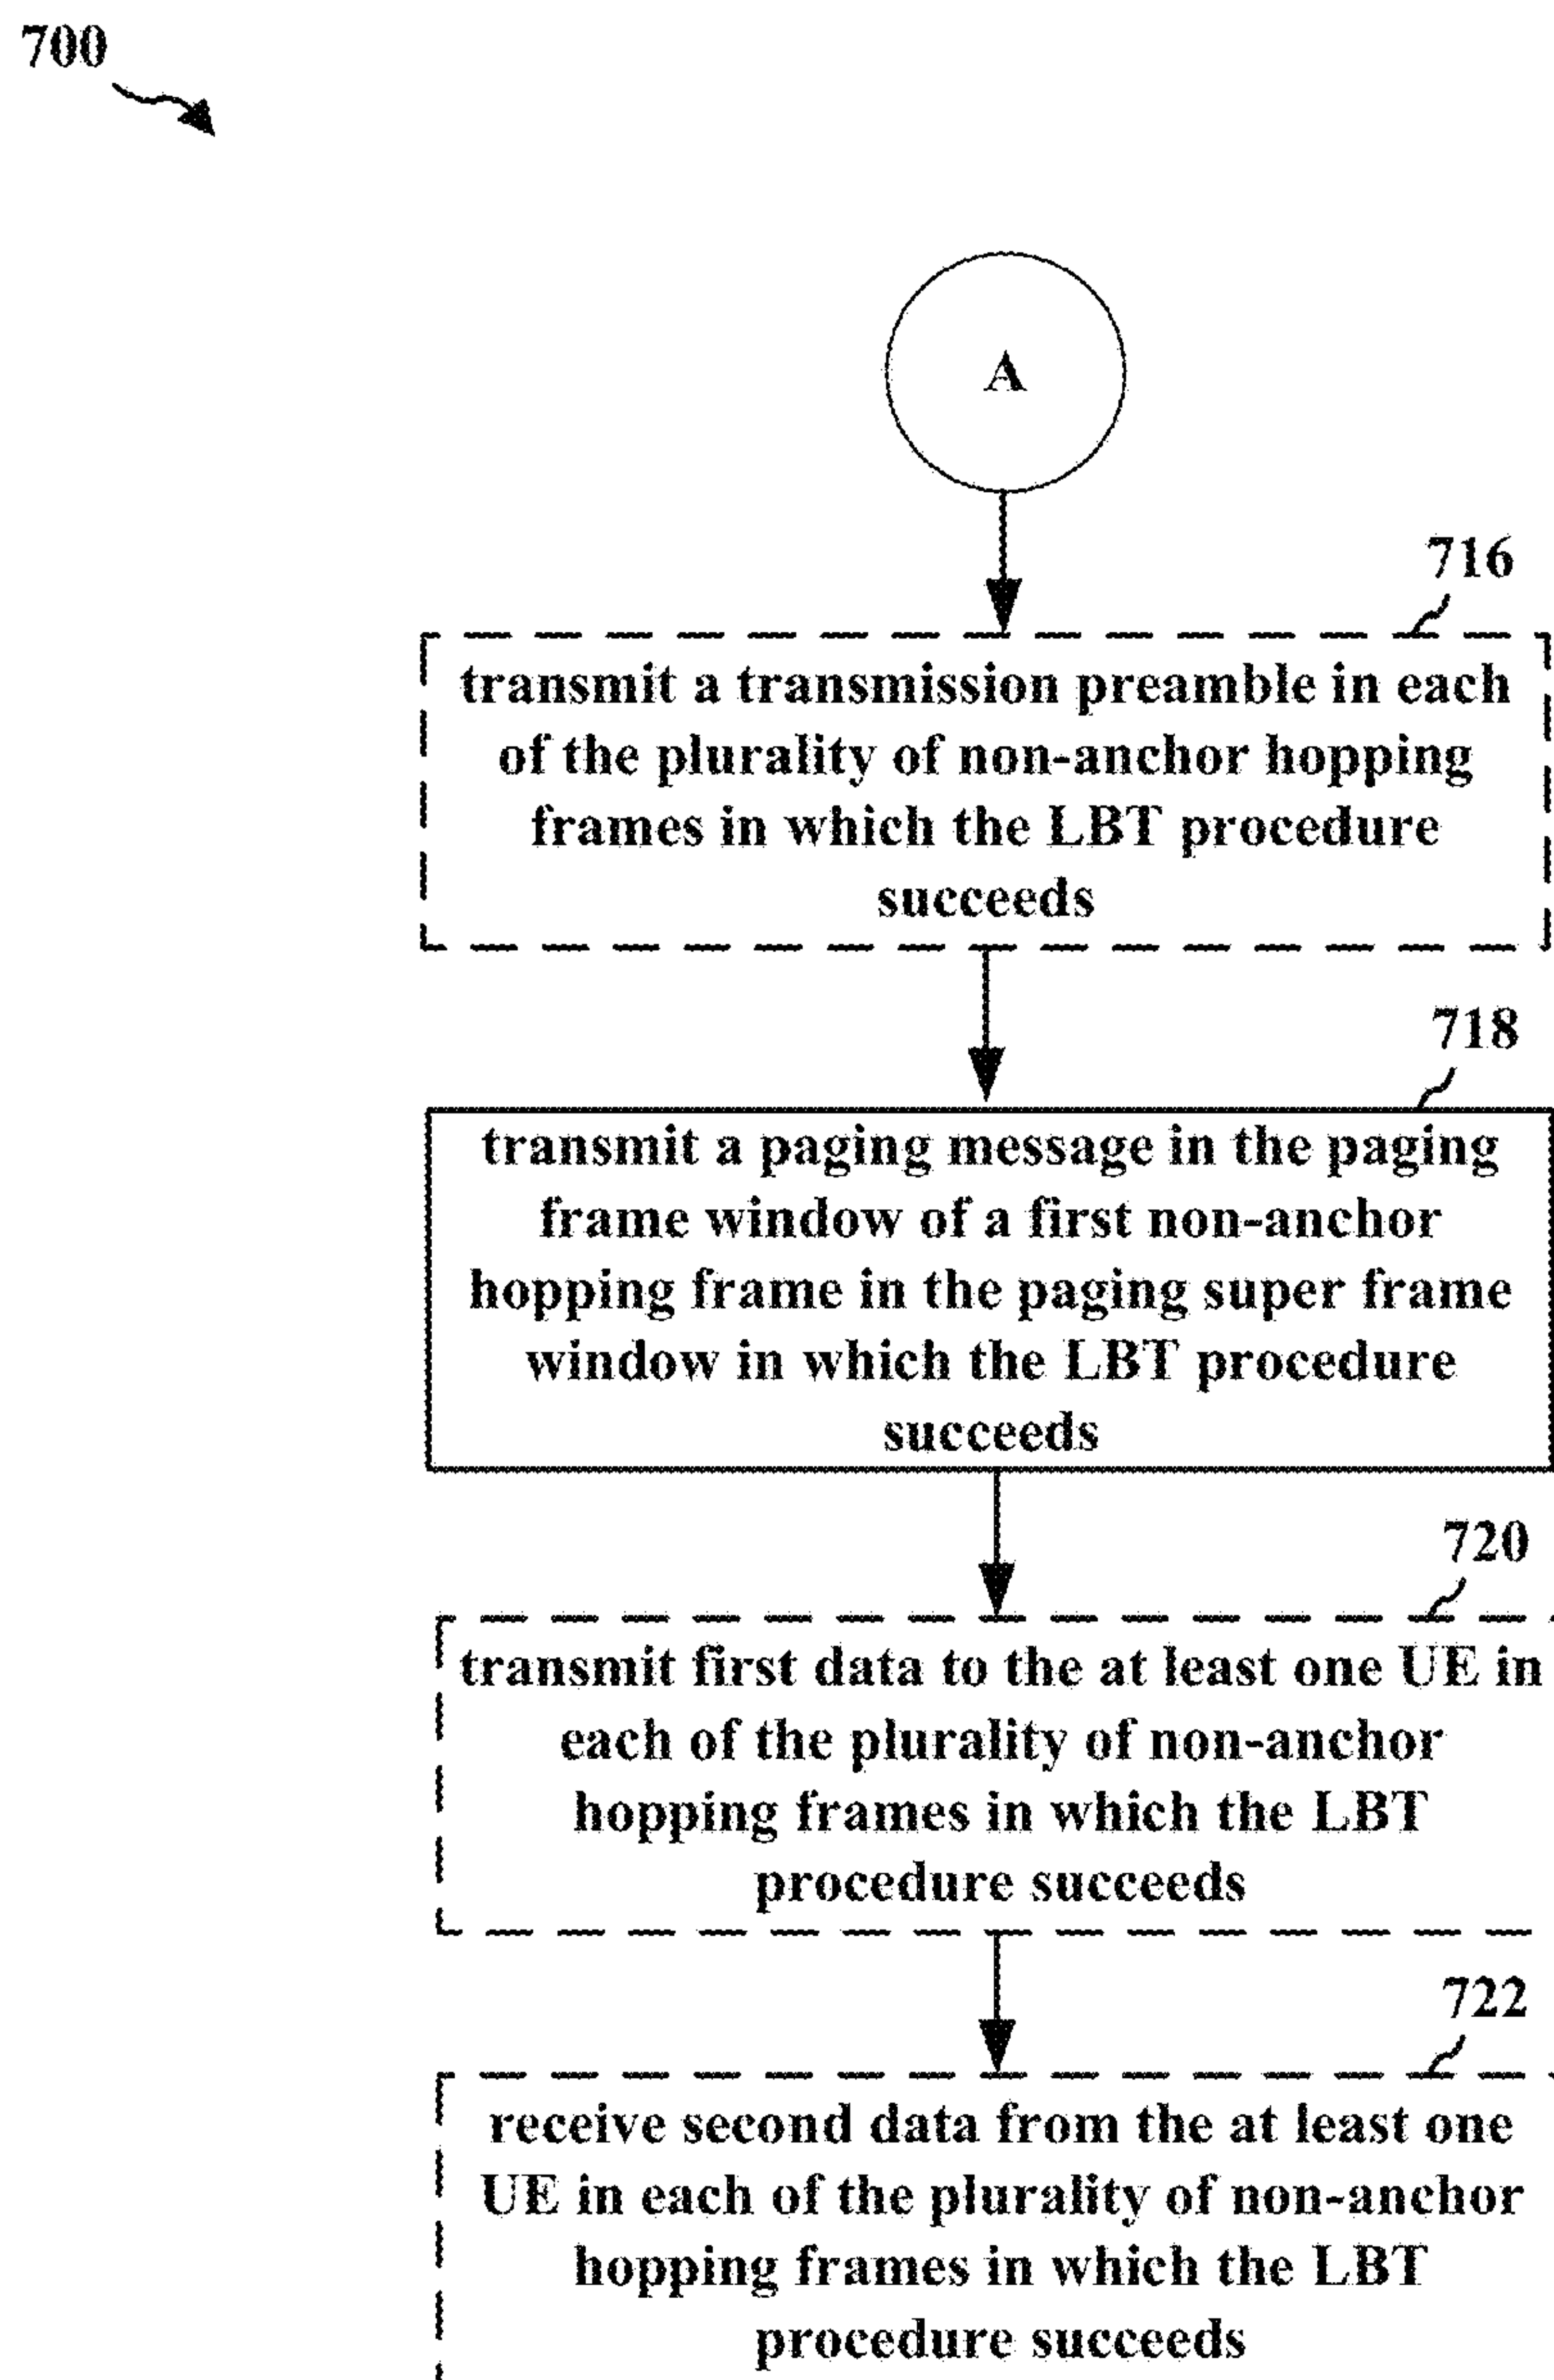 700
A
716
transmit a transmission preamble in each
of the plurality of non-anchor hopping
frames in which the LBT procedure
succeeds
718
transmit a paging message in the paging
frame window of a first non-anchor
hopping frame in the paging super frame
window in which the LBT procedure
succeeds
720
transmit first data to the at least one UE in
each of the plurality of non-anchor
hopping frames in which the LBT
procedure succeeds
722
receive second data from the at least one
UE in each of the plurality of non-anchor
hopping frames in which the LBT
procedure succeeds